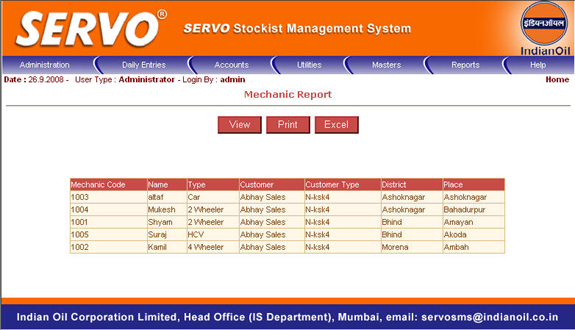 SERVO®
SERVO Stockist Management System
इंडियनऑयल
IndianOil
Administration Daily Entries Accounts Utilities Masters Reports Help
Date : 26.9.2008 - User Type : Administrator - Login By : admin Home
Mechanic Report
View Print Excel
Mechanic Code Name Type Customer Customer Type District Place
1003 altaf Car Abhay Sales N-ksk4 Ashoknagar Ashoknagar
1004 Mukesh 2 Wheeler Abhay Sales N-ksk4 Ashoknagar Bahadurpur
1001 Shyam 2 Wheeler Abhay Sales N-ksk4 Bhind Amayan
1005 Suraj HCV Abhay Sales N-ksk4 Bhind Akoda
1002 Kamil 4 Wheeler Abhay Sales N-ksk4 Morena Ambah
Indian Oil Corporation Limited, Head Office (IS Department), Mumbai, email: servosms@indianoil.co.in